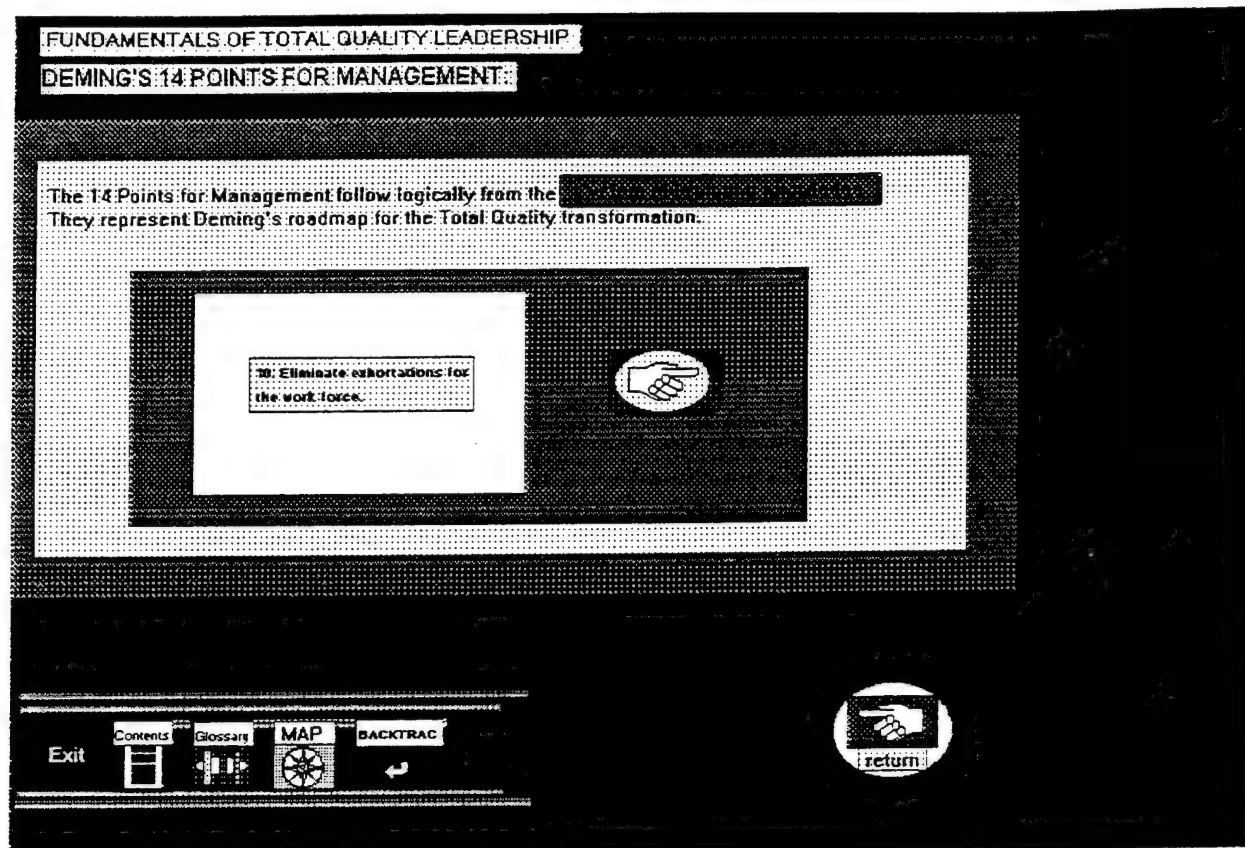 FUNDAMENTALS OF TOTAL QUALITY LEADERSHIP
DEMING'S 14 POINTS FOR MANAGEMENT
The 14 Points for Management follow logically from the
They represent Deming's roadmap for the Total Quality transformation.
10. Eliminate exhortations for
the work force.
Exit
Contents
Glossary
MAP
BACKTRAC
return